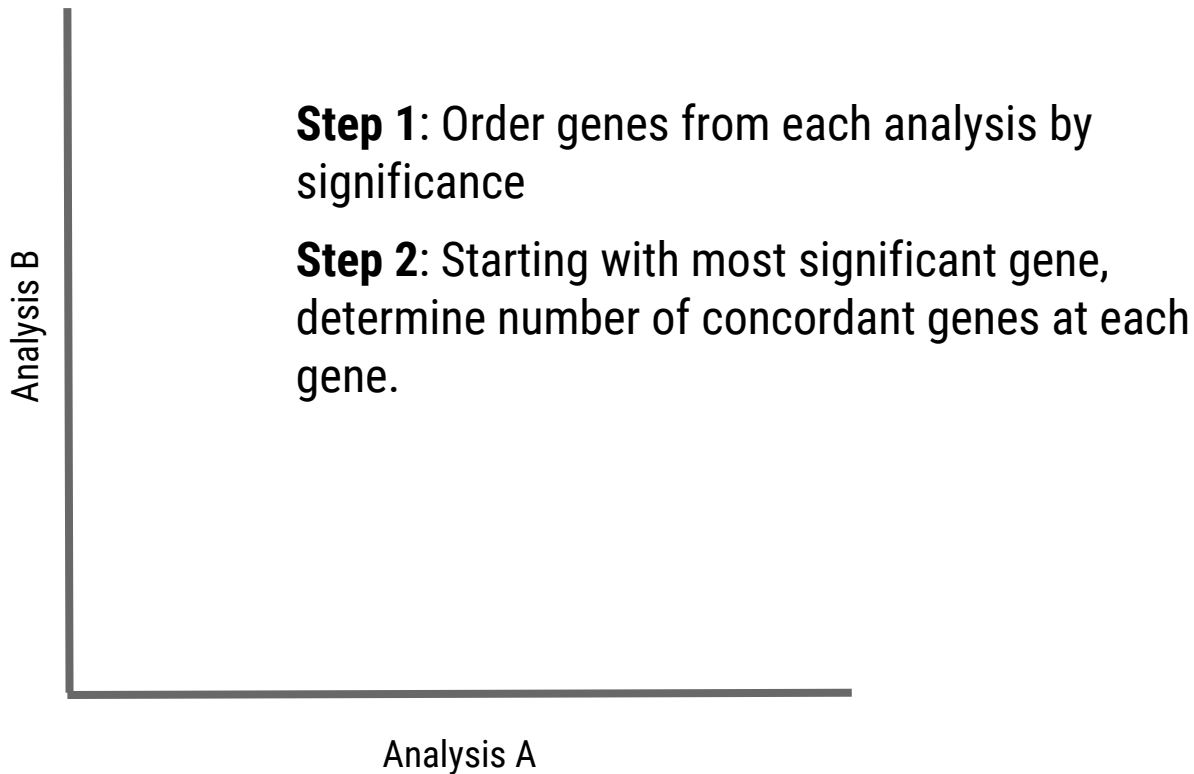 Step 1: Order genes from each analysis by
significance
Step 2: Starting with most significant gene,
determine number of concordant genes at each
gene.
Analysis B
Analysis A